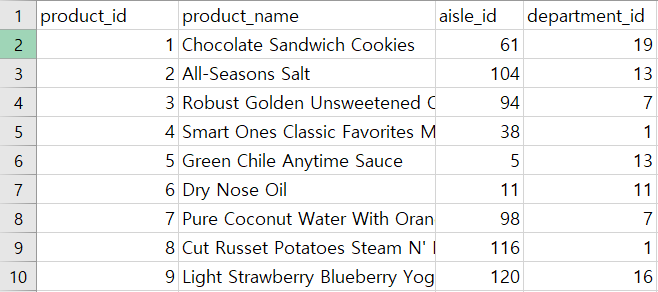 1 product_id product_name aisle_id department_id
2 1 Chocolate Sandwich Cookies 61 19
3 2 All-Seasons Salt 104 13
4 3 Robust Golden Unsweetened 94 7
5 4 Smart Ones Classic Favorites M 38 1
6 5 Green Chile Anytime Sauce 5 13
7 6 Dry Nose Oil 11 11
8 7 Pure Coconut Water With Oran 98 7
9 8 Cut Russet Potatoes Steam N' 116 1
10 9 Light Strawberry Blueberry Yog 120 16